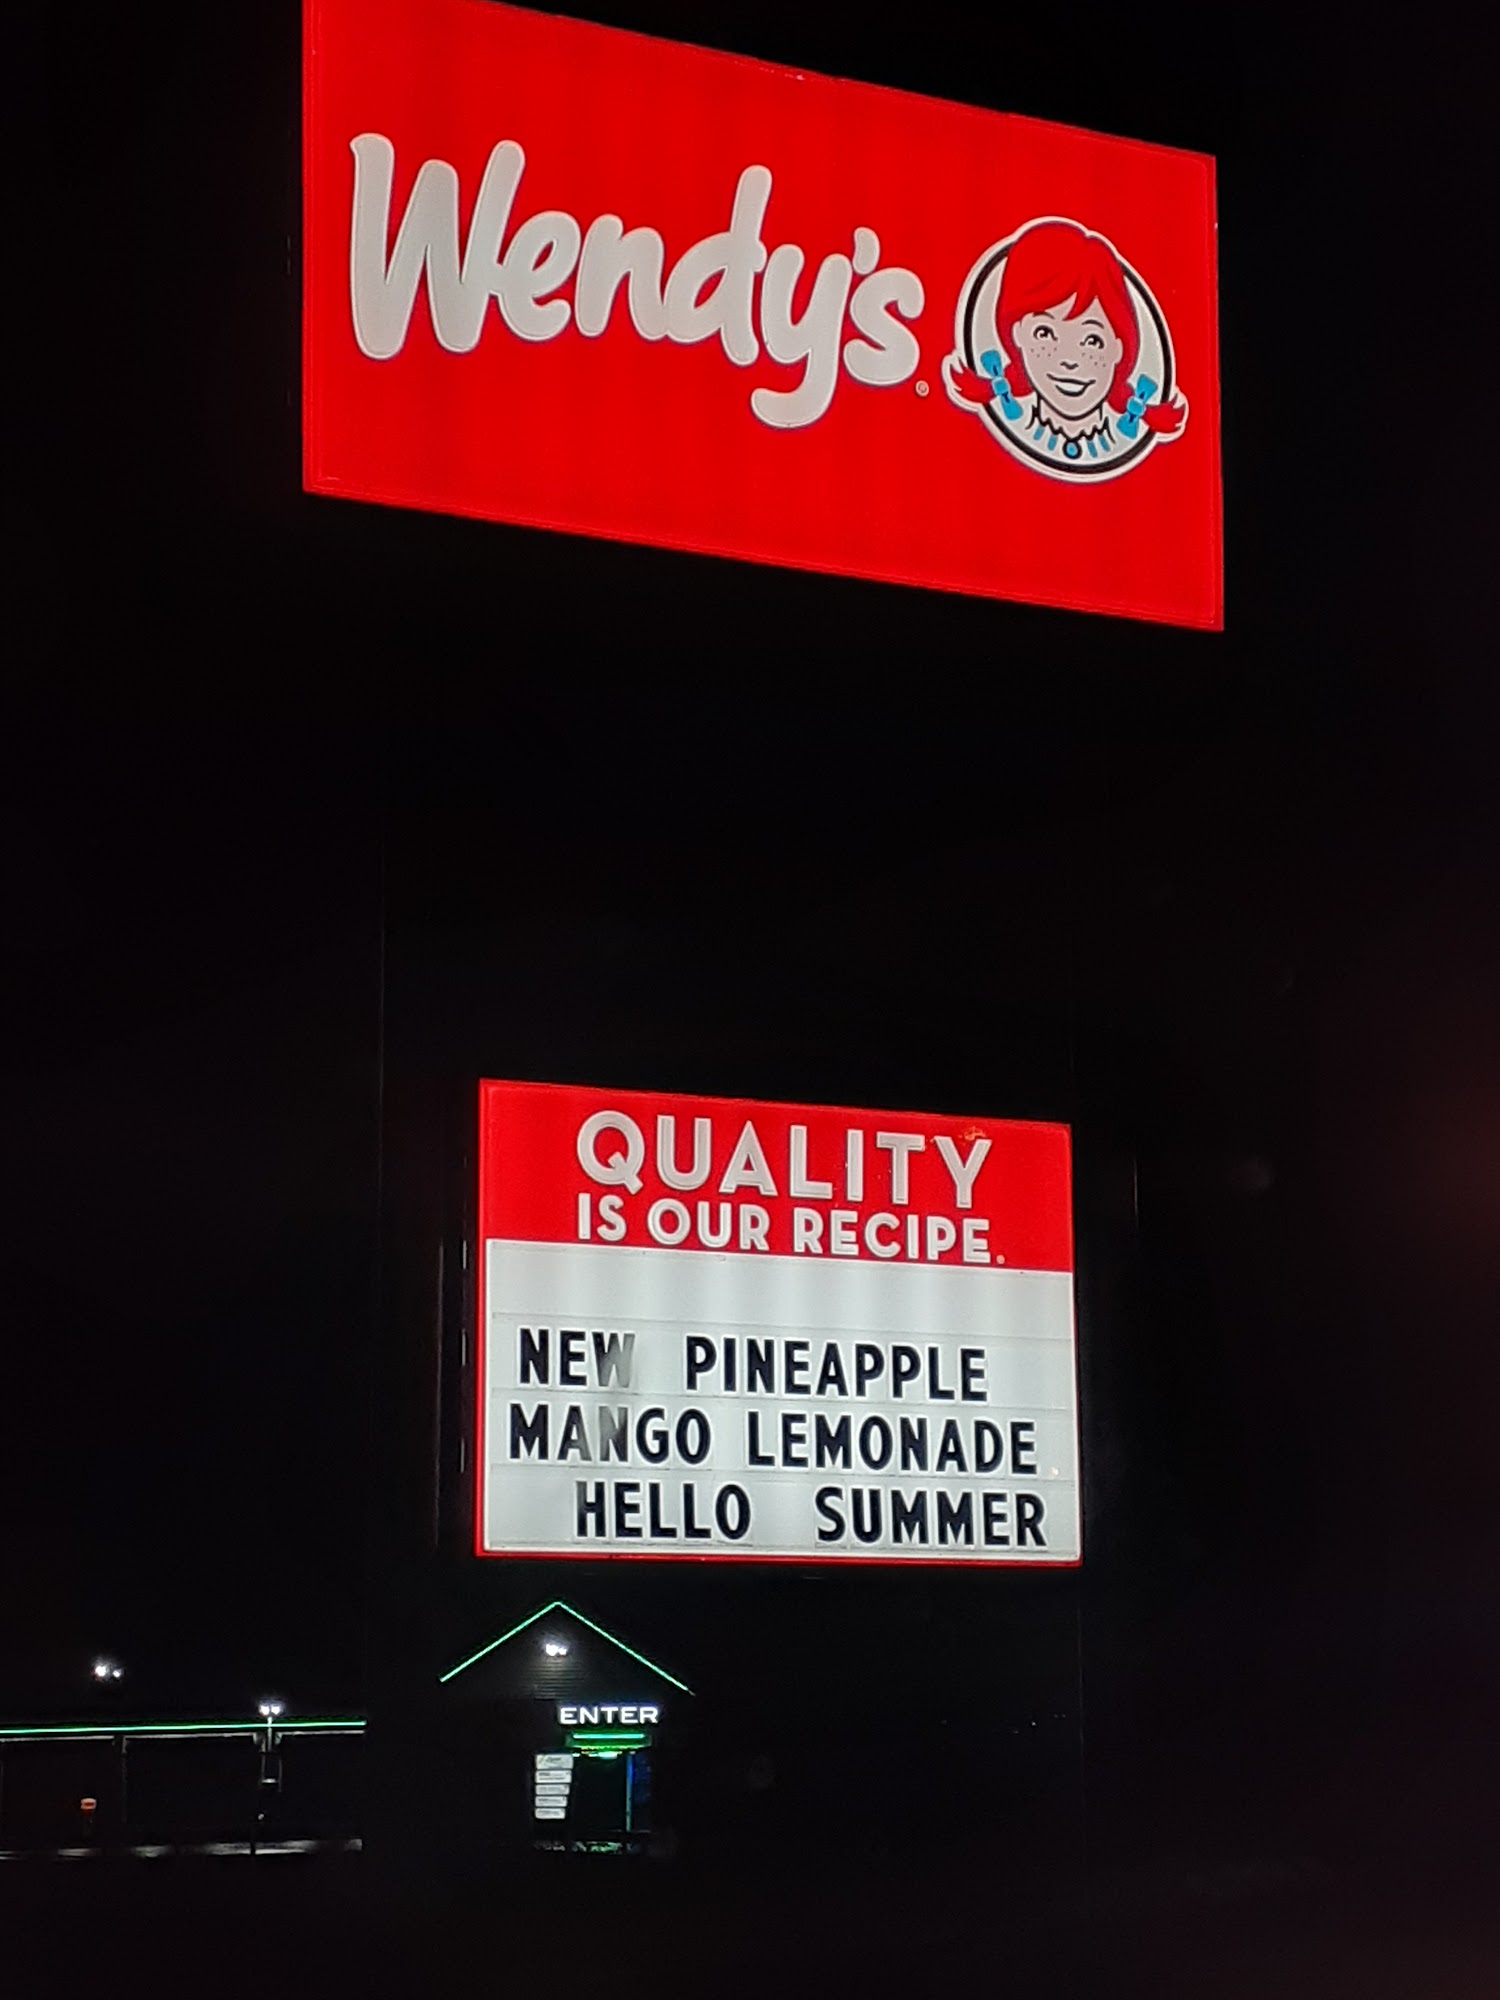 Wendy's
QUALITY
IS OUR RECIPE.
NEW PINEAPPLE
MANGO LEMONADE
HELLO SUMMER
ENTER